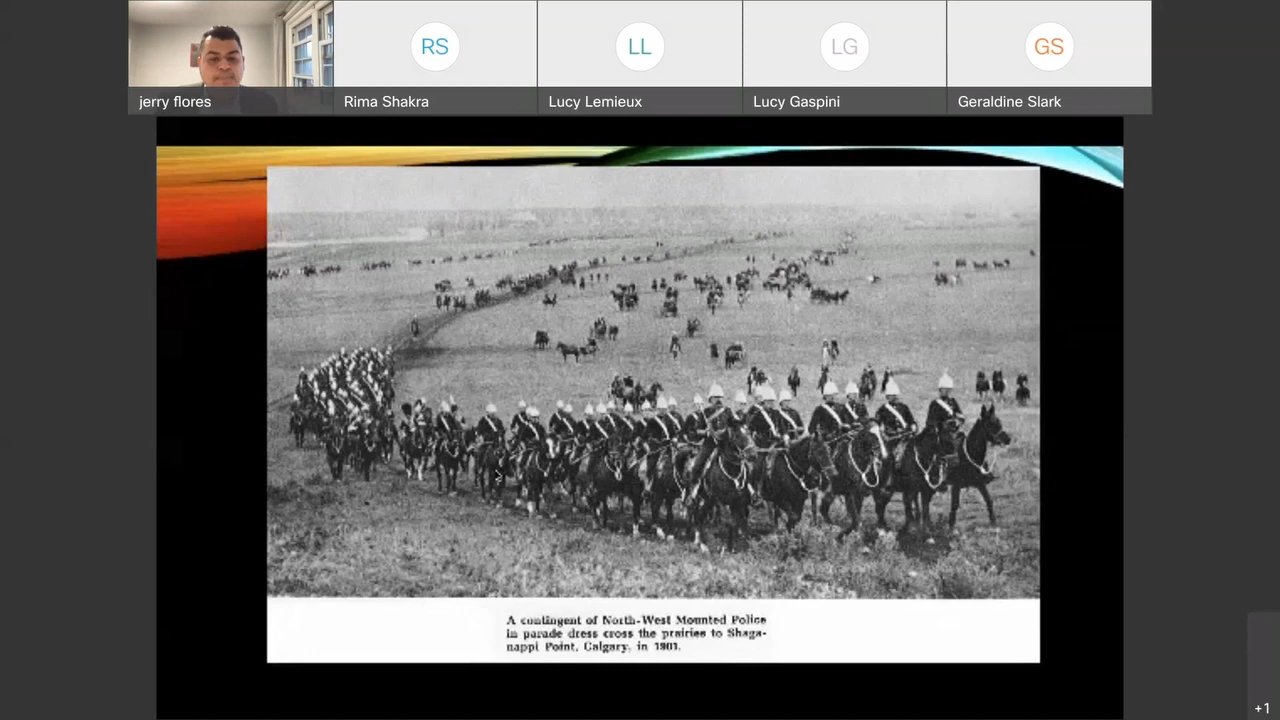 RS
LL
LG
GS
jerry flores
Rima Shakra
Lucy Lemieux
Lucy Gaspini
Geraldine Slark
A contingent of North-West Mounted Police
in parade dress cross the prairies to Shaga-
nappi Point, Calgary, in 1901.
+1